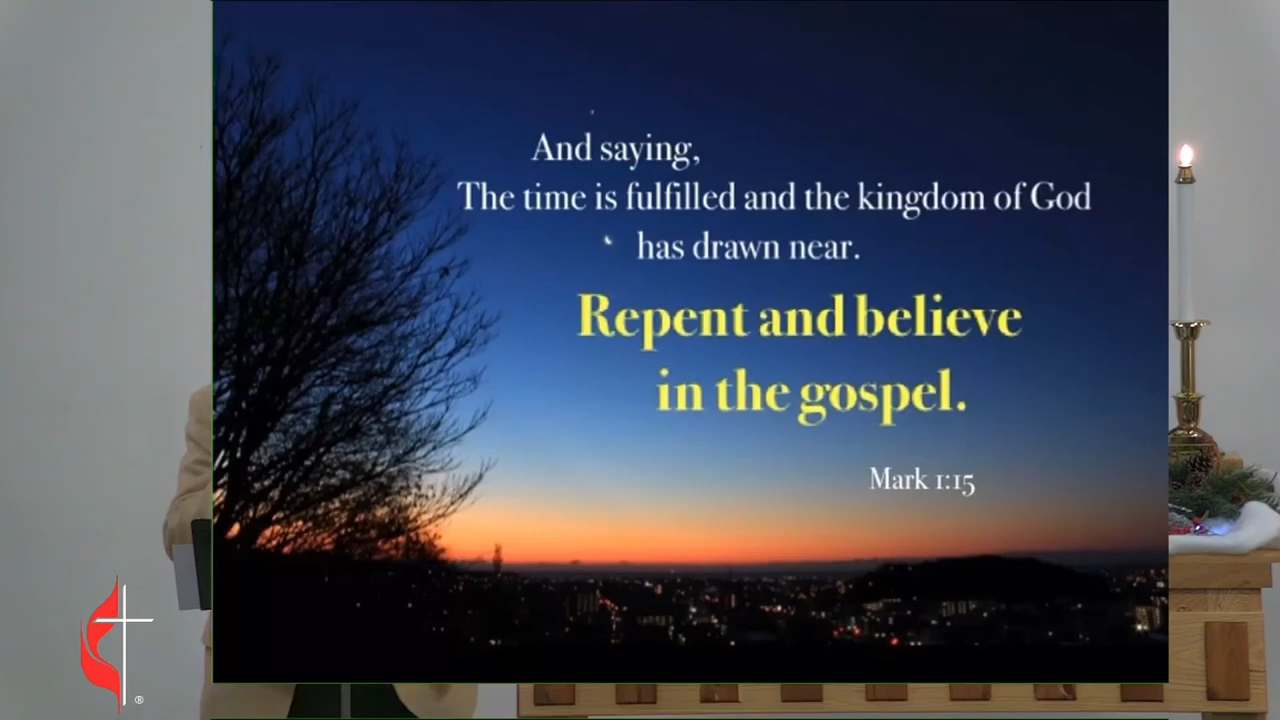 And saying,
The time is fulfilled and the kingdom of God
has drawn near.
Repent and believe
in the gospel.
Mark 1:15
®